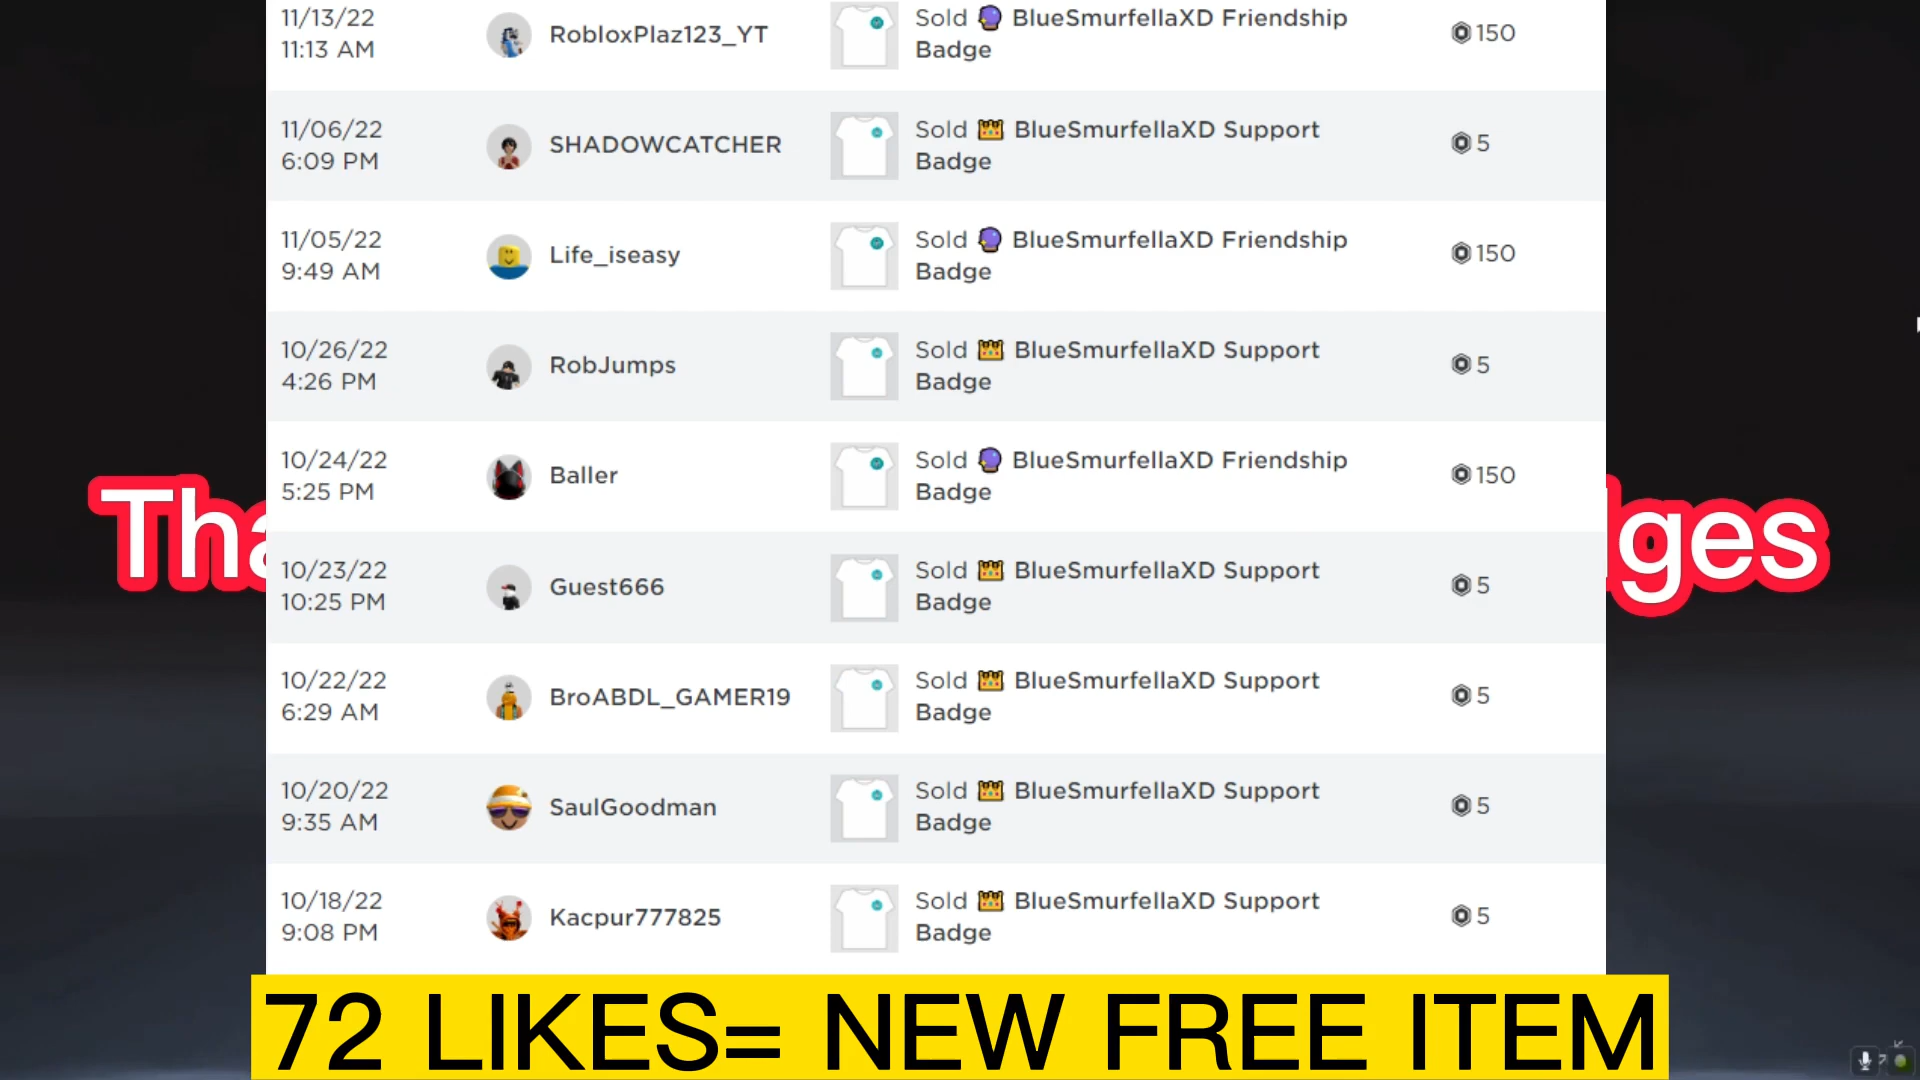 11/13/22
11:13 AM
RobloxPlaz123_YT
Sold 🔮 BlueSmurfellaXD Friendship
Badge
150
11/06/22
6:09 PM
SHADOWCATCHER
Sold 👑 BlueSmurfellaXD Support
Badge
5
11/05/22
9:49 AM
Life_iseasy
Sold 🔮 BlueSmurfellaXD Friendship
Badge
150
10/26/22
4:26 PM
RobJumps
Sold 👑 BlueSmurfellaXD Support
Badge
5
10/24/22
5:25 PM
Baller
Sold 🔮 BlueSmurfellaXD Friendship
Badge
150
10/23/22
10:25 PM
Guest666
Sold 👑 BlueSmurfellaXD Support
Badge
5
10/22/22
6:29 AM
BroABDL_GAMER19
Sold 👑 BlueSmurfellaXD Support
Badge
5
10/20/22
9:35 AM
SaulGoodman
Sold 👑 BlueSmurfellaXD Support
Badge
5
10/18/22
9:08 PM
Kacpur777825
Sold 👑 BlueSmurfellaXD Support
Badge
5
72 LIKES= NEW FREE ITEM